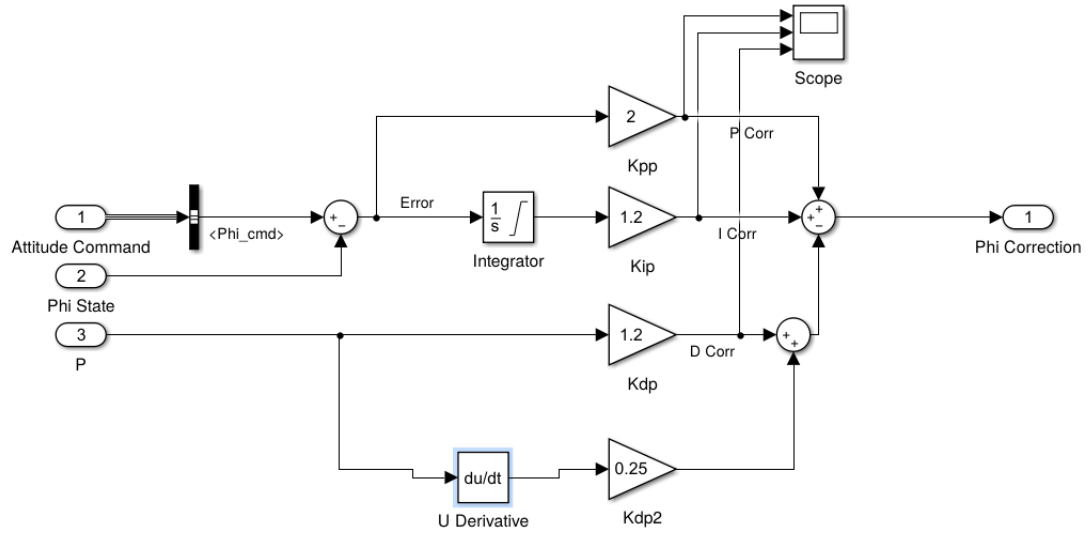 Scope
2
P Corr
Kpp
1
Attitude Command
<Phi_cmd>
+
−
Error
1
s
Integrator
1.2
I Corr
Kip
+
+
−
1
Phi Correction
2
Phi State
3
P
1.2
D Corr
Kdp
+
+
du/dt
U Derivative
0.25
Kdp2